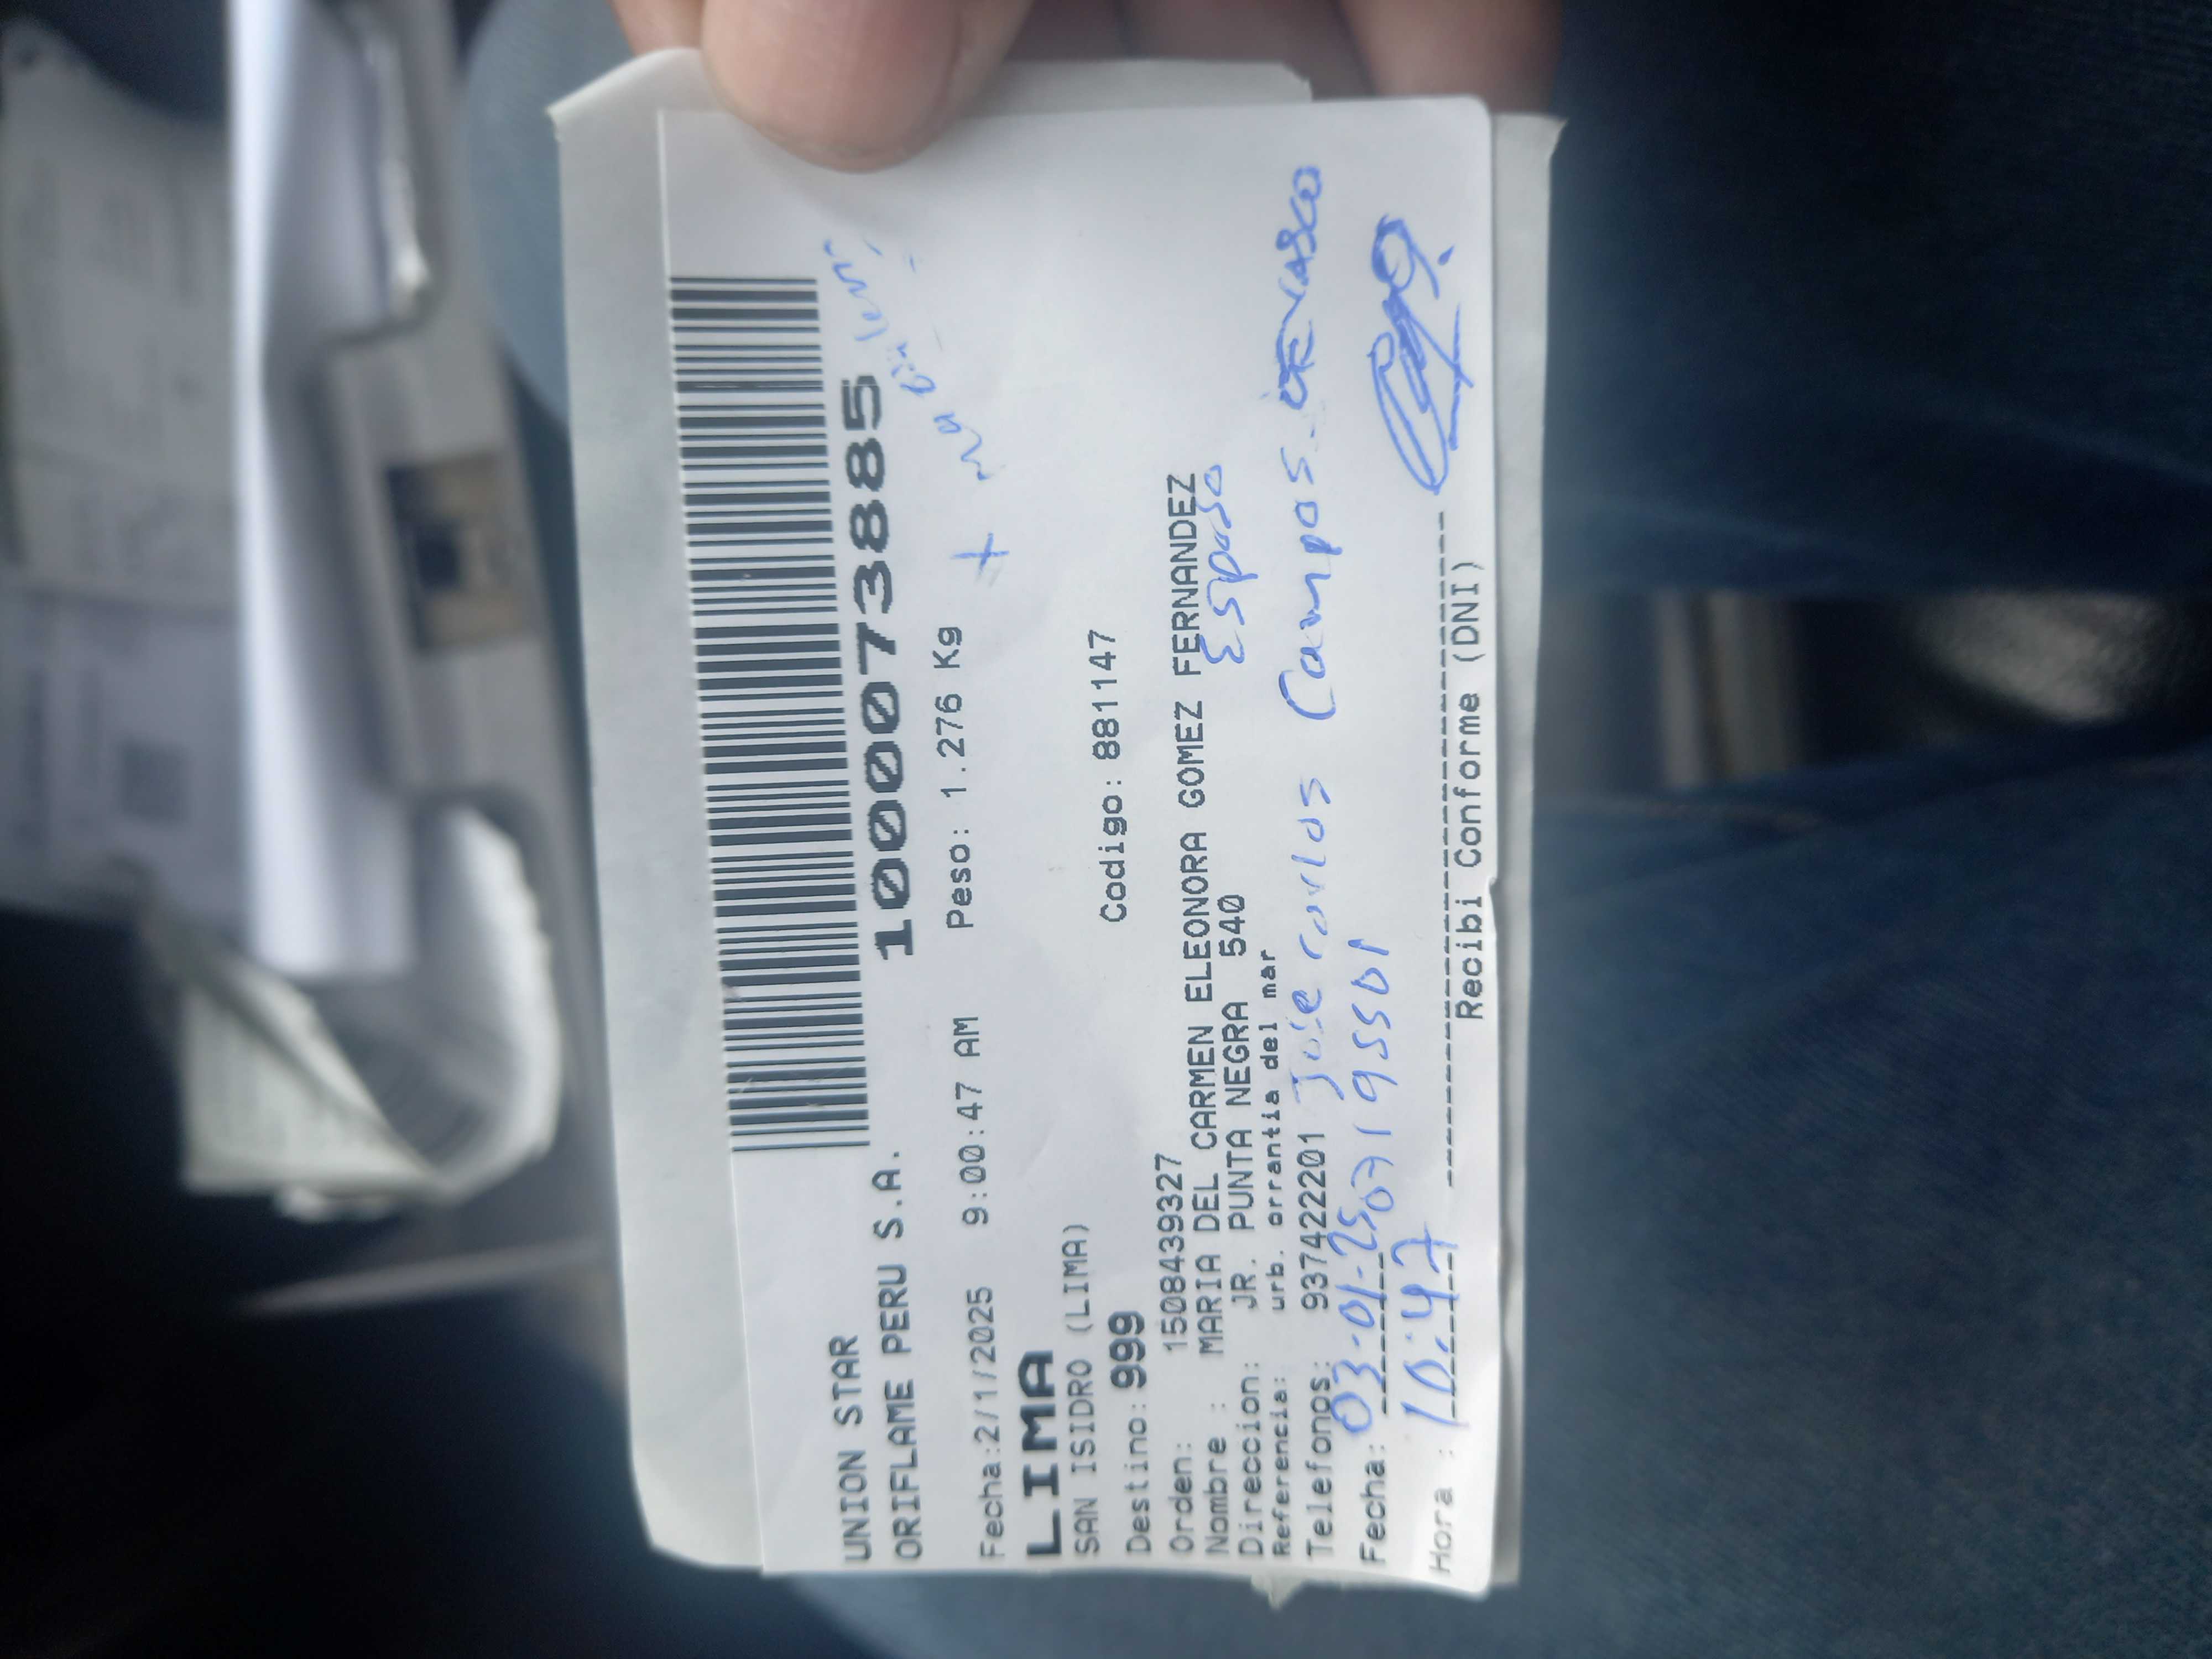 UNION STAR
ORIFLAME PERU S.A. 10000073885
Fecha:2/1/2025 9:00:47 AM Peso: 1.276 Kg +
LIMA
SAN ISIDRO (LIMA)
Destino: 999 Codigo: 881147
Orden: 1508439327
Nombre : MARIA DEL CARMEN ELEONORA GOMEZ FERNANDEZ
Direccion: JR. PUNTA NEGRA 540 Esposo
Referencia: urb. orrantia del mar
Telefonos: 937422201 Jose Carlos Campos
Fecha: 03-01-25 07195501
Hora : 10:47
Recibi Conforme (DNI)